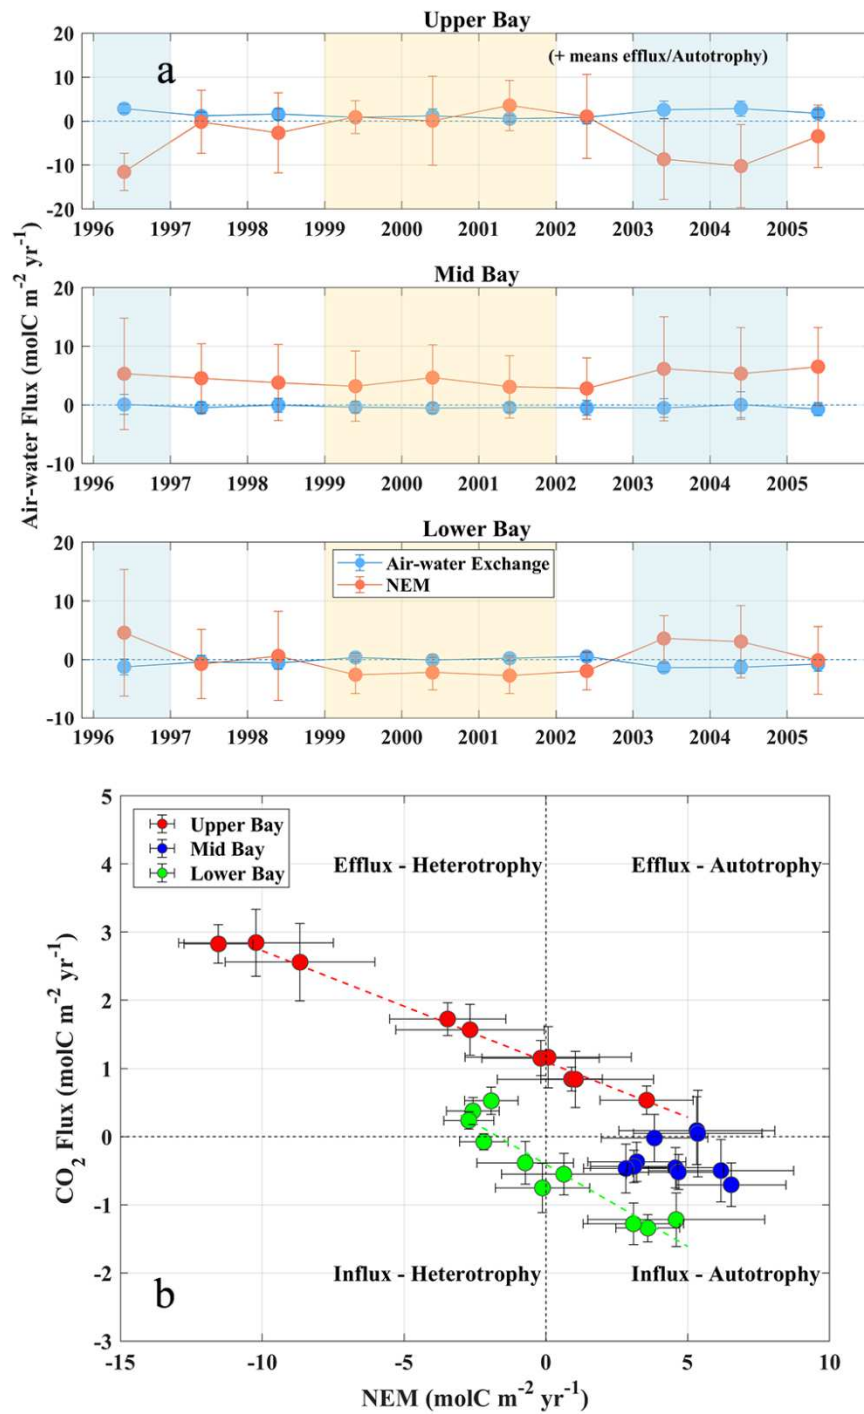 Upper Bay
a
(+ means efflux/Autotrophy)
20
10
0
-10
-20
1996 1997 1998 1999 2000 2001 2002 2003 2004 2005
Air-water Flux (molC m⁻² yr⁻¹)
Mid Bay
20
10
0
-10
1996 1997 1998 1999 2000 2001 2002 2003 2004 2005
Lower Bay
Air-water Exchange
NEM
20
10
0
-10
1996 1997 1998 1999 2000 2001 2002 2003 2004 2005
Upper Bay
Mid Bay
Lower Bay
Efflux - Heterotrophy
Efflux - Autotrophy
5
4
3
2
1
0
-1
-2
-3
CO₂ Flux (molC m⁻² yr⁻¹)
Influx - Heterotrophy
Influx - Autotrophy
b
-15 -10 -5 0 5 10
NEM (molC m⁻² yr⁻¹)